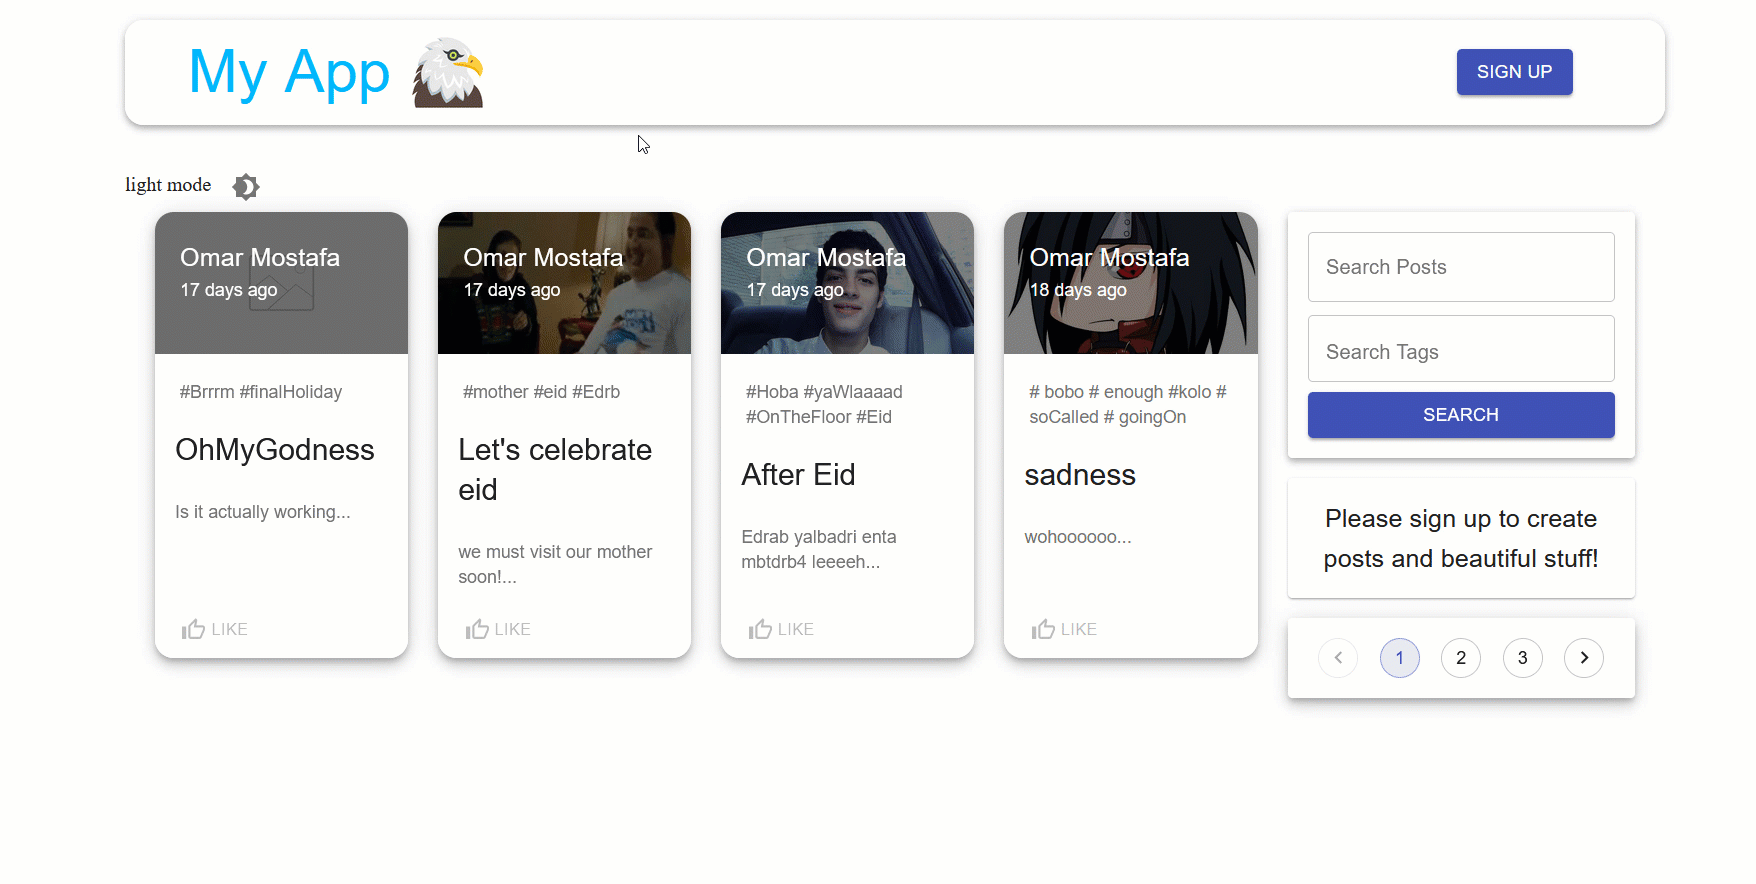 My App
SIGN UP
light mode
Omar Mostafa
17 days ago
#Brrrm #finalHoliday
OhMyGodness
Is it actually working...
LIKE
Omar Mostafa
17 days ago
#mother #eid #Edrb
Let's celebrate
eid
we must visit our mother
soon!...
LIKE
Omar Mostafa
17 days ago
#Hoba #yaWlaaaad
#OnTheFloor #Eid
After Eid
Edrab yalbadri enta
mbtdrb4 leeeeh...
LIKE
Omar Mostafa
18 days ago
# bobo # enough #kolo #
soCalled # goingOn
sadness
wohoooooo...
LIKE
Search Posts
Search Tags
SEARCH
Please sign up to create
posts and beautiful stuff!
1 2 3